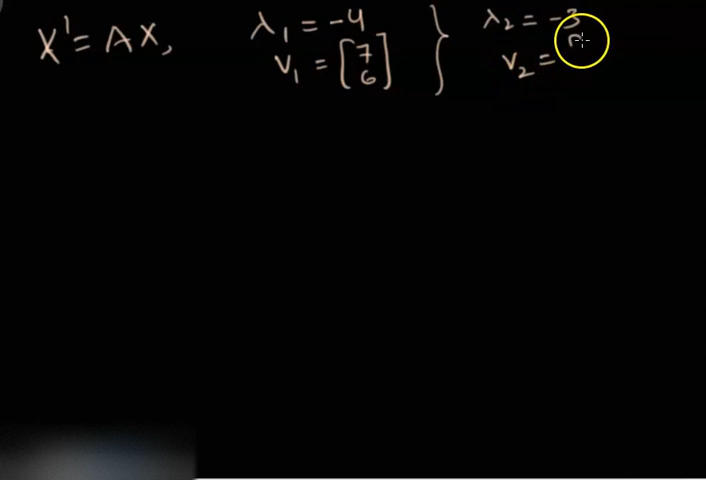 X' = AX, λ₁ = -4 } λ₂ = -3
v₁ = [7 6] v₂ =